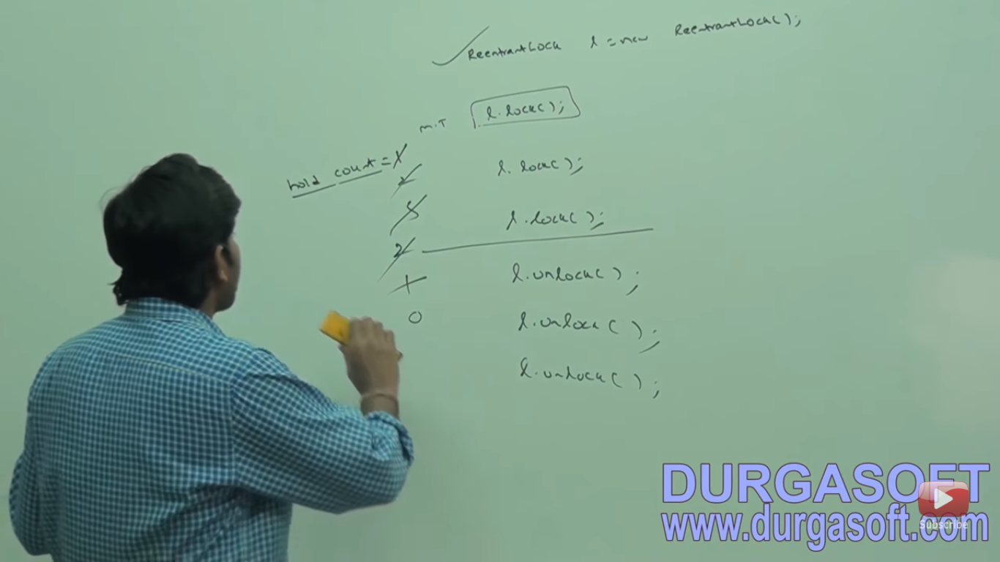 ReentrantLock l = new ReentrantLock();
m.T l.lock();
hold count = 1
2 l.lock();
3 l.lock();
2 l.unlock();
1 l.unlock();
0 l.unlock();
DURGASOFT
www.durgasoft.com
Subscribe